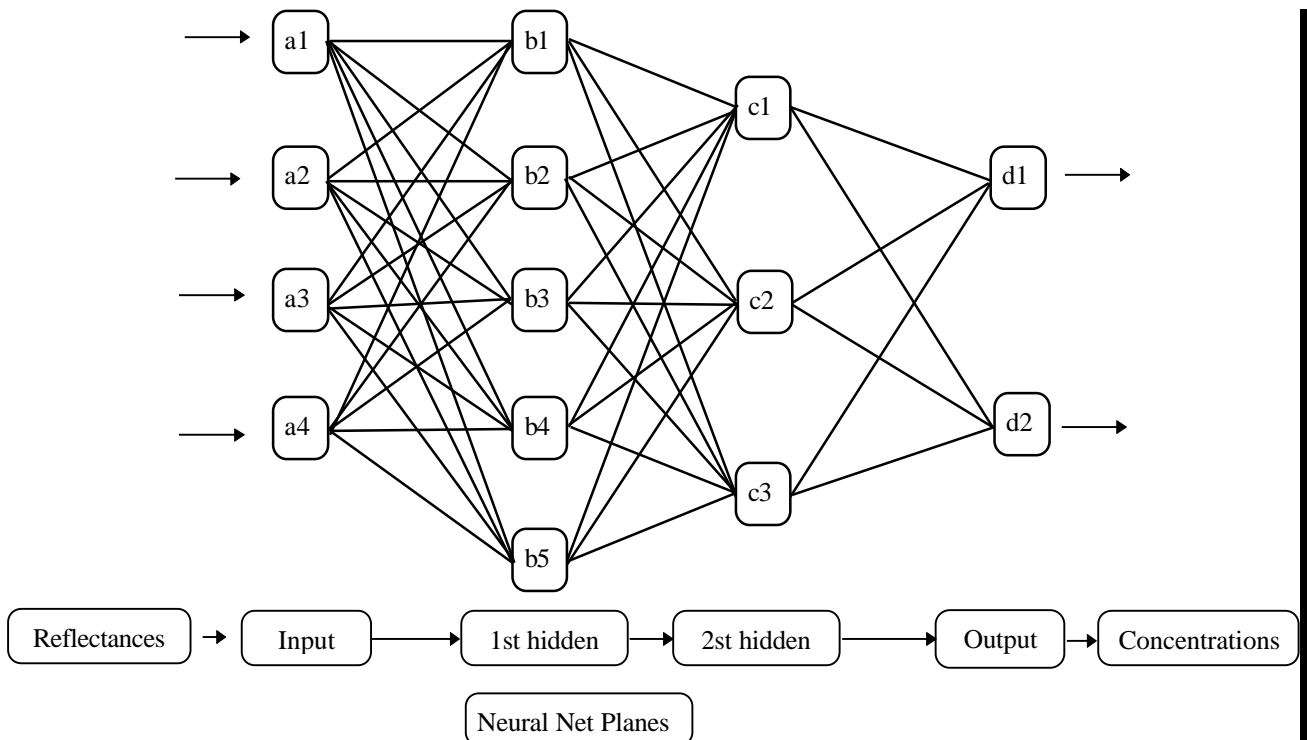 a1
b1
c1
a2
b2
d1
a3
b3
c2
a4
b4
d2
c3
b5
Reflectances
Input
1st hidden
2st hidden
Output
Concentrations
Neural Net Planes